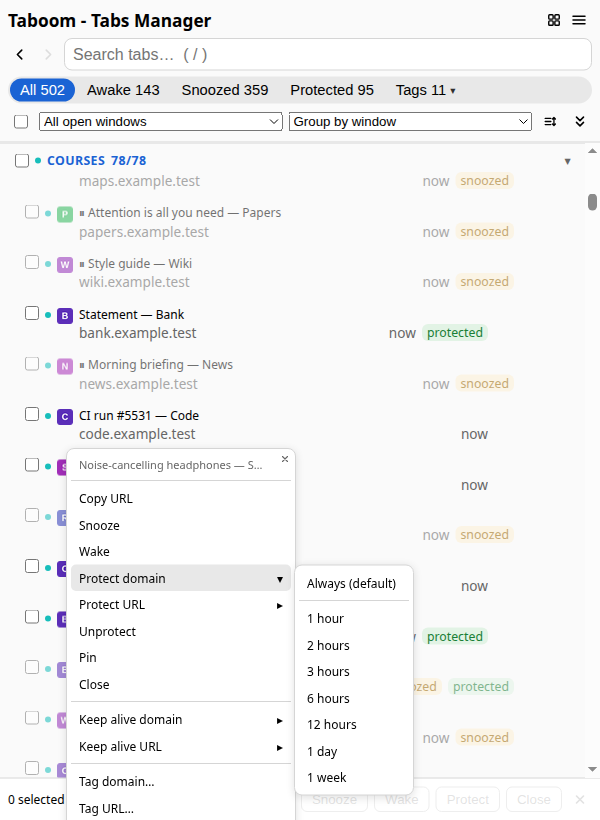 Taboom - Tabs Manager
Search tabs… ( / )
All 502 Awake 143 Snoozed 359 Protected 95 Tags 11 ▾
All open windows Group by window
COURSES 78/78 ▼
maps.example.test now snoozed
P Attention is all you need — Papers
papers.example.test now snoozed
W Style guide — Wiki
wiki.example.test now snoozed
B Statement — Bank
bank.example.test now protected
N Morning briefing — News
news.example.test now snoozed
C CI run #5531 — Code
code.example.test now
Noise-cancelling headphones — S... ×
now
Copy URL
Snooze
now snoozed
Wake
Protect domain ▾
Always (default)
now
Protect URL ▸
1 hour
Unprotect
protected
2 hours
Pin
3 hours
Close
protected
6 hours
Keep alive domain ▸
12 hours
now snoozed
Keep alive URL ▸
1 day
1 week
Tag domain...
Tag URL...
0 selected Snooze Wake Protect Close ×